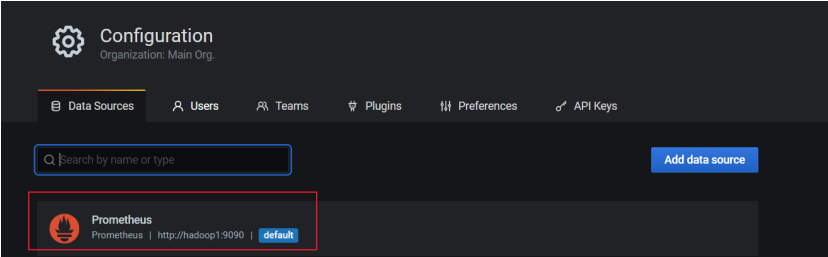 Configuration
Organization: Main Org.
Data Sources Users Teams Plugins Preferences API Keys
Search by name or type Add data source
Prometheus
Prometheus | http://hadoop1:9090 | default